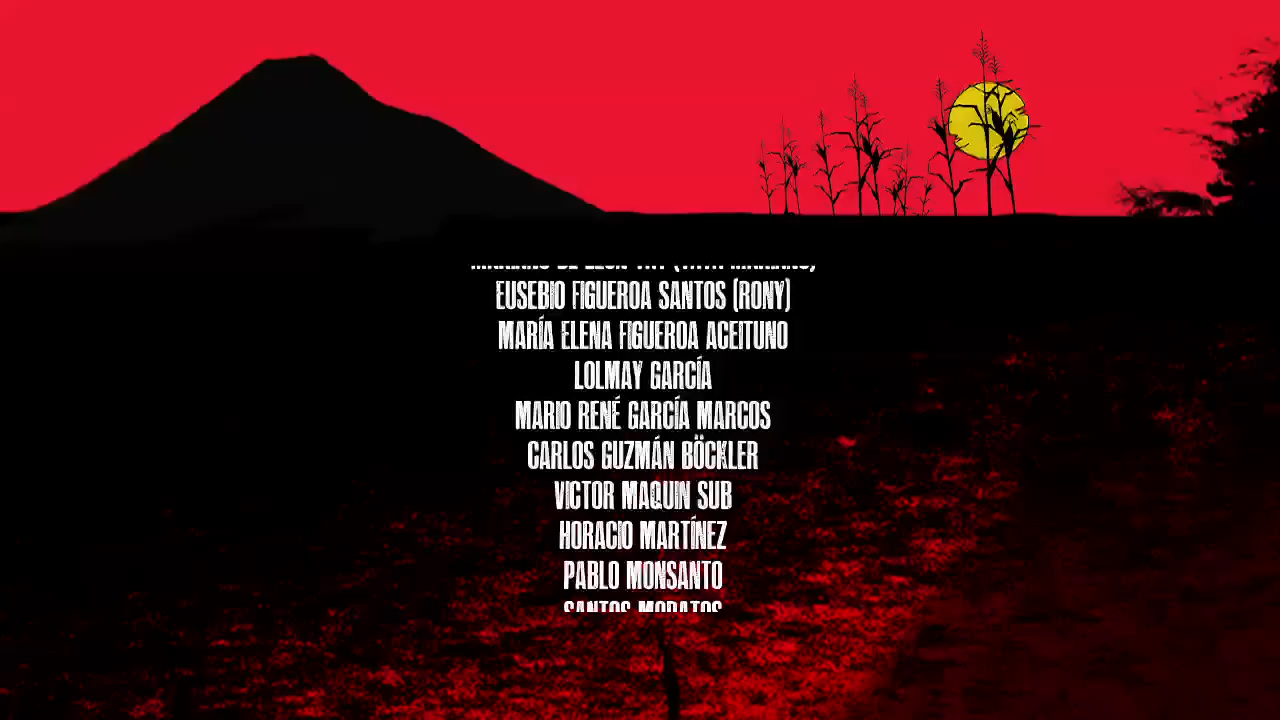 EUSEBIO FIGUEROA SANTOS (RONY)
MARÍA ELENA FIGUEROA ACEITUNO
LOLMAY GARCÍA
MARIO RENÉ GARCÍA MARCOS
CARLOS GUZMÁN BÖCKLER
VICTOR MAQUIN SUB
HORACIO MARTÍNEZ
PABLO MONSANTO